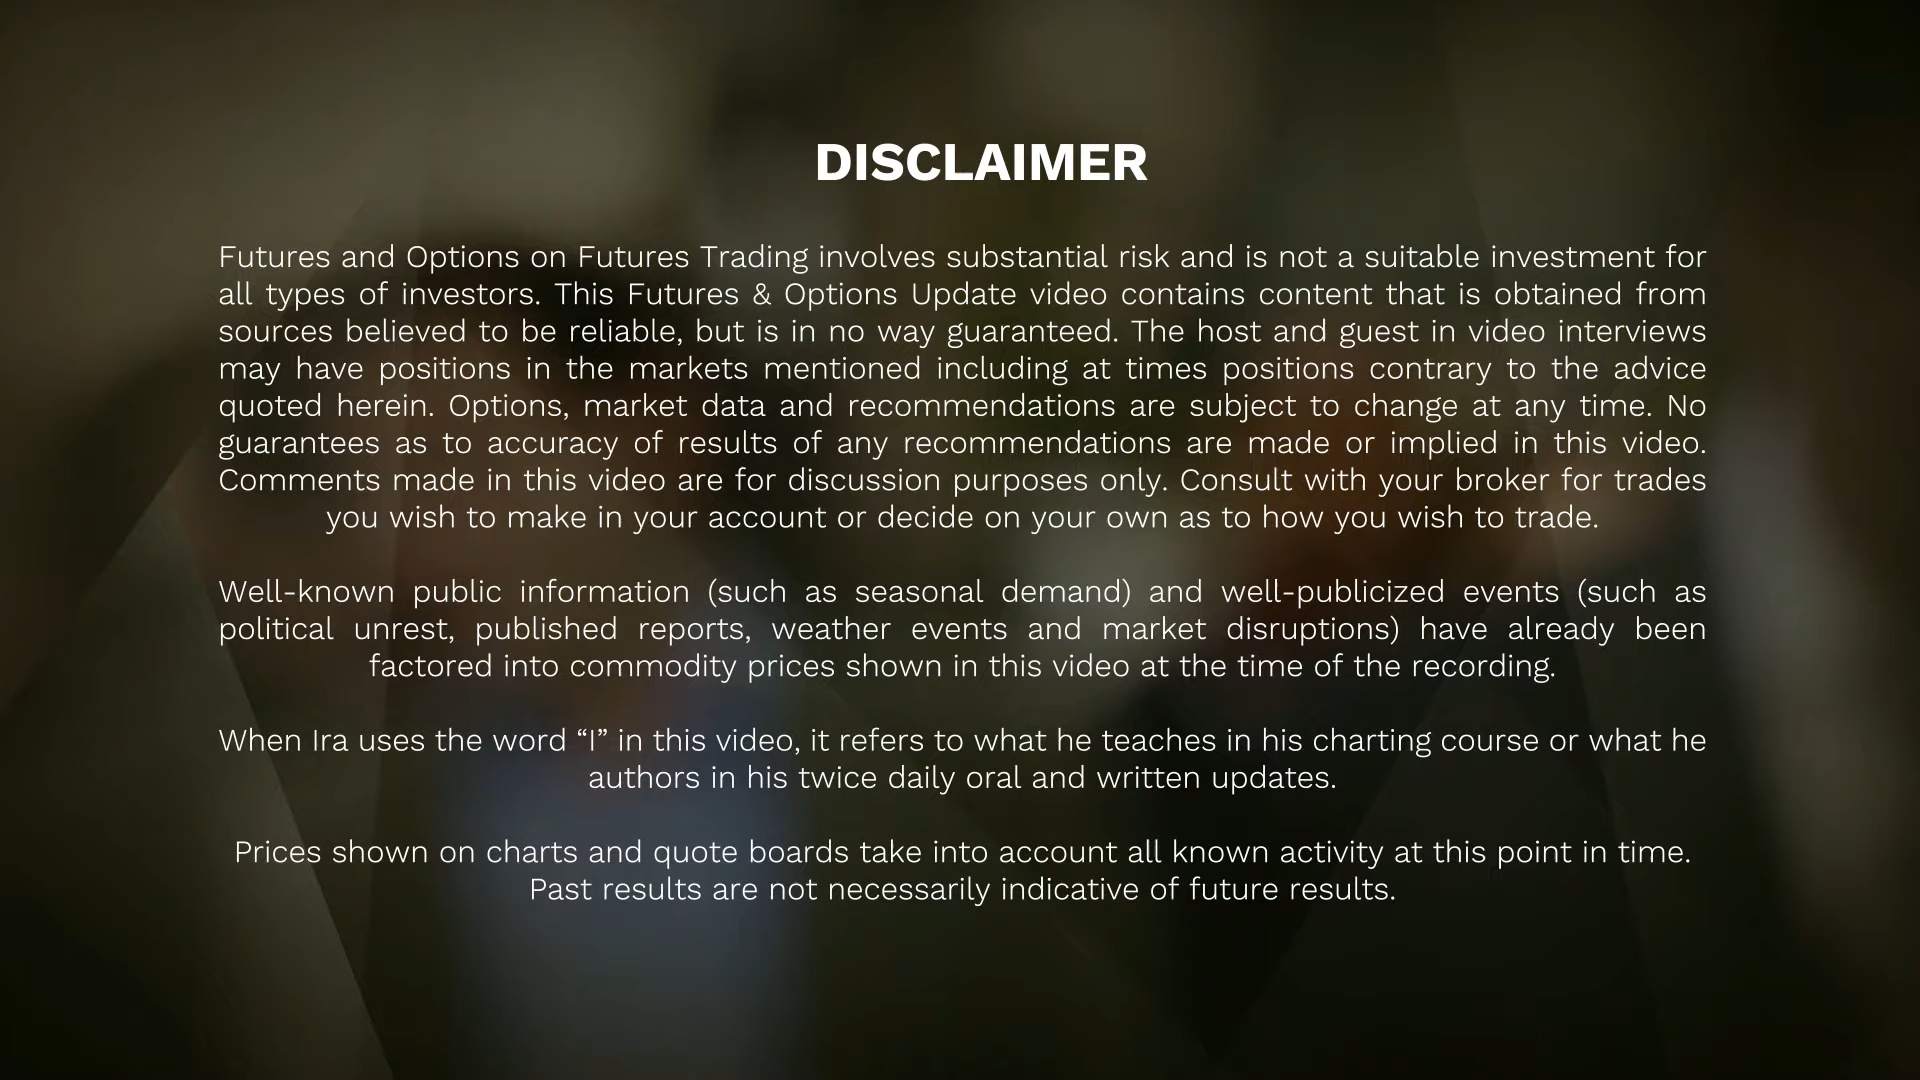 DISCLAIMER
Futures and Options on Futures Trading involves substantial risk and is not a suitable investment for
all types of investors. This Futures & Options Update video contains content that is obtained from
sources believed to be reliable, but is in no way guaranteed. The host and guest in video interviews
may have positions in the markets mentioned including at times positions contrary to the advice
quoted herein. Options, market data and recommendations are subject to change at any time. No
guarantees as to accuracy of results of any recommendations are made or implied in this video.
Comments made in this video are for discussion purposes only. Consult with your broker for trades
you wish to make in your account or decide on your own as to how you wish to trade.
Well-known public information (such as seasonal demand) and well-publicized events (such as
political unrest, published reports, weather events and market disruptions) have already been
factored into commodity prices shown in this video at the time of the recording.
When Ira uses the word “I” in this video, it refers to what he teaches in his charting course or what he
authors in his twice daily oral and written updates.
Prices shown on charts and quote boards take into account all known activity at this point in time.
Past results are not necessarily indicative of future results.